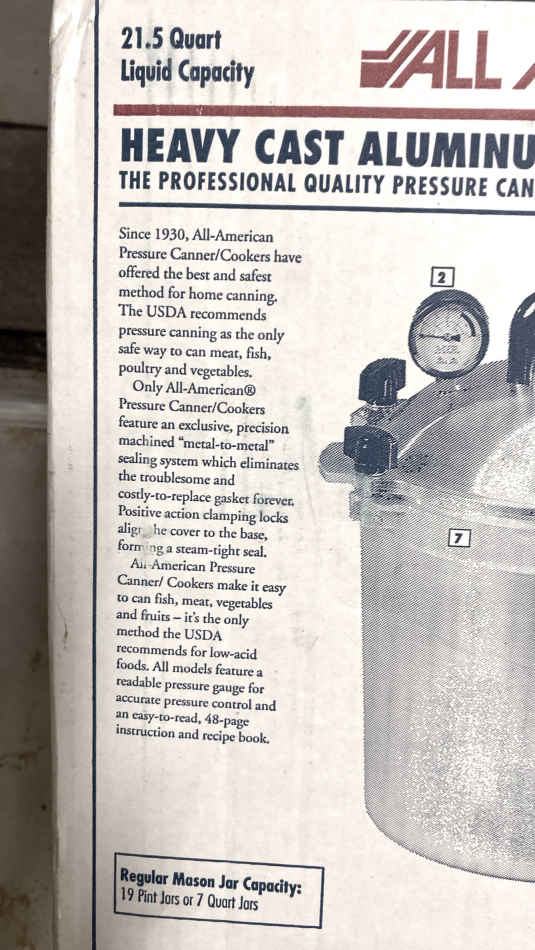 21.5 Quart
Liquid Capacity
ALL
HEAVY CAST ALUMINU
THE PROFESSIONAL QUALITY PRESSURE CAN
Since 1930, All-American
Pressure Canner/Cookers have
offered the best and safest
method for home canning.
The USDA recommends
pressure canning as the only
safe way to can meat, fish,
poultry and vegetables.
Only All-American®
Pressure Canner/Cookers
feature an exclusive, precision
machined “metal-to-metal”
sealing system which eliminates
the troublesome and
costly-to-replace gasket forever.
Positive action clamping locks
align he cover to the base,
forming a steam-tight seal.
All-American Pressure
Canner/ Cookers make it easy
to can fish, meat, vegetables
and fruits – it's the only
method the USDA
recommends for low-acid
foods. All models feature a
readable pressure gauge for
accurate pressure control and
an easy-to-read, 48-page
instruction and recipe book.
2
7
Regular Mason Jar Capacity:
19 Pint Jars or 7 Quart Jars